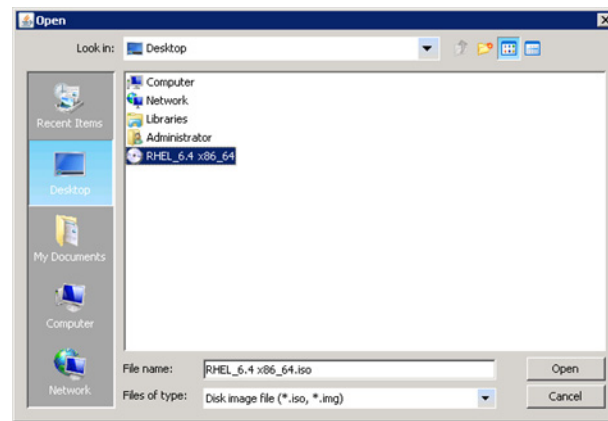 Open
Look in:
Desktop
Recent Items
Desktop
My Documents
Computer
Network
Computer
Network
Libraries
Administrator
RHEL_6.4 x86_64
File name:
RHEL_6.4 x86_64.iso
Open
Files of type:
Disk image file (*.iso, *.img)
Cancel